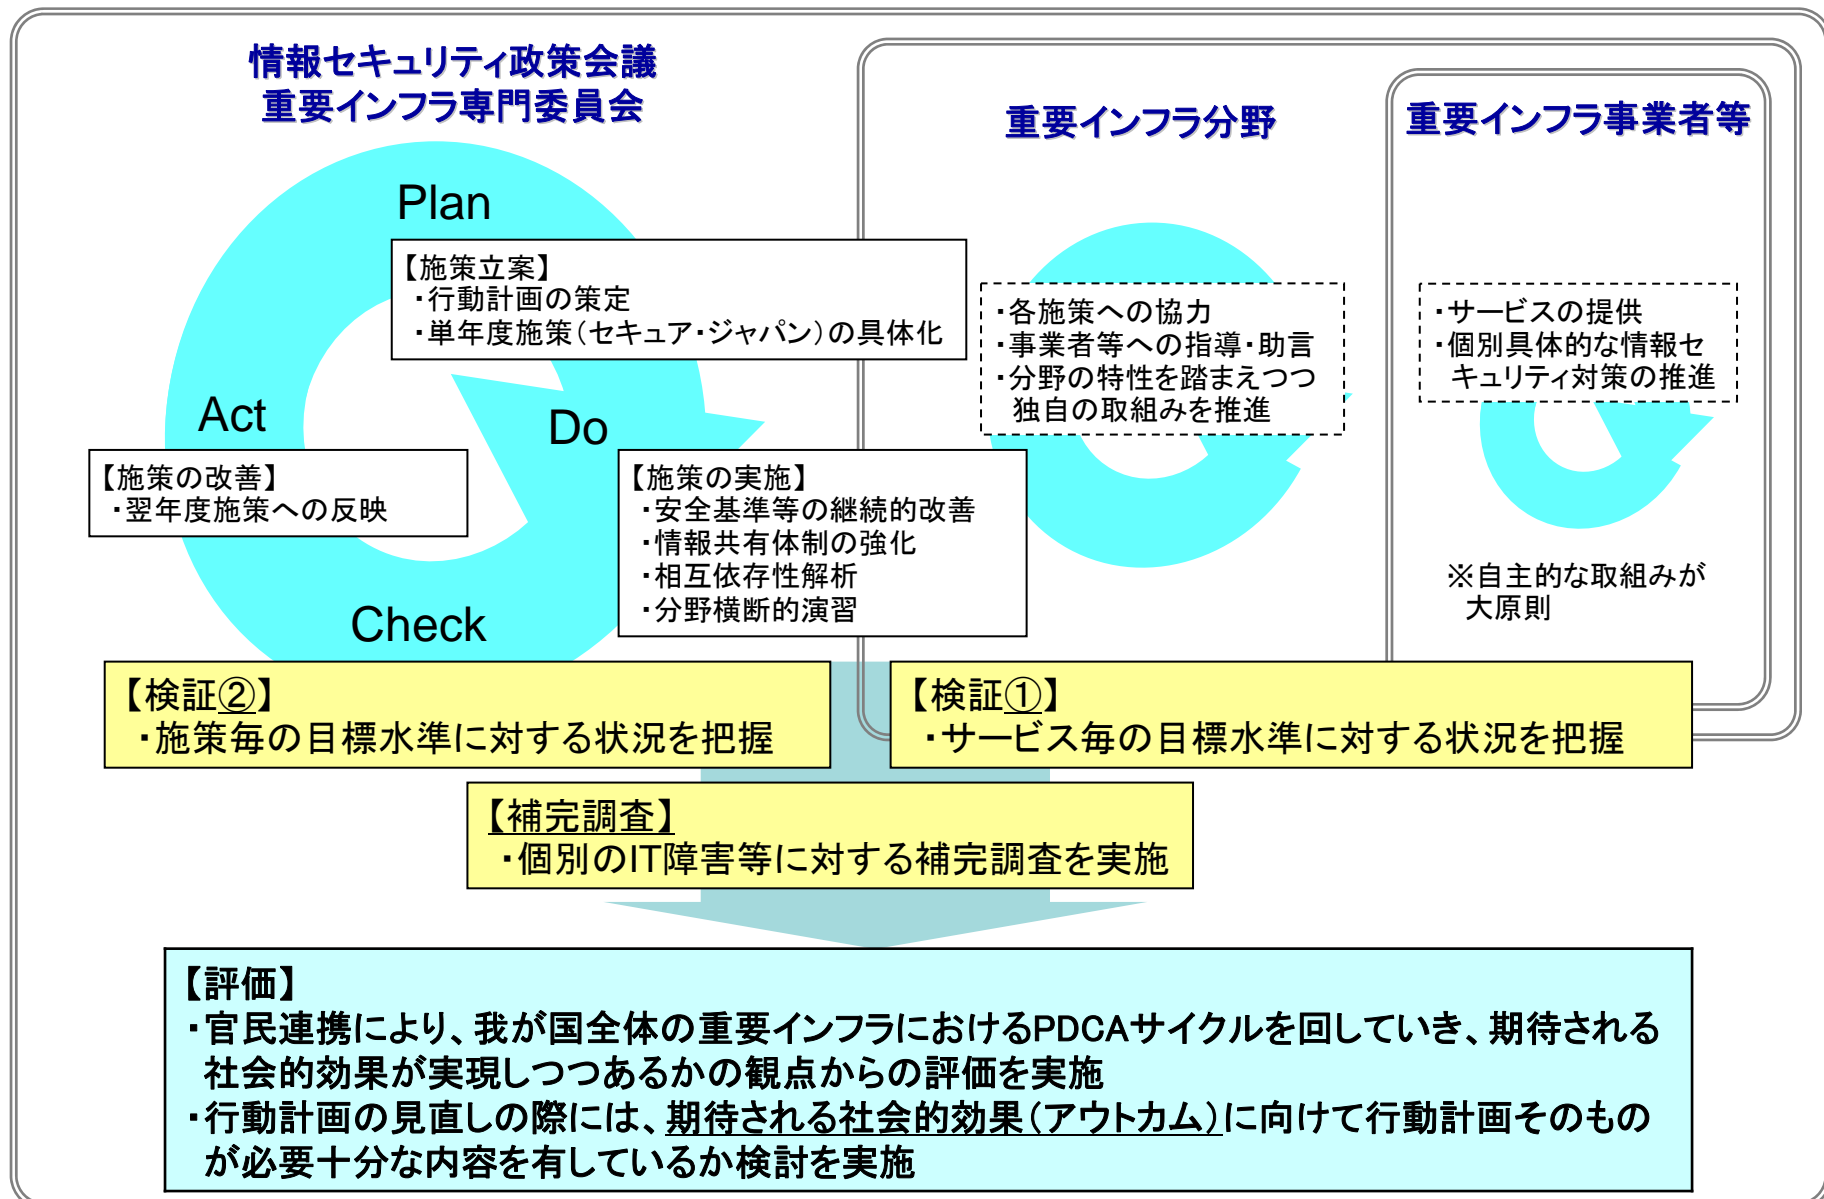 情報セキュリティ政策会議
重要インフラ専門委員会
重要インフラ分野
重要インフラ事業者等
Plan
【施策立案】
・行動計画の策定
・単年度施策（セキュア・ジャパン）の具体化
Act
【施策の改善】
・翌年度施策への反映
Do
【施策の実施】
・安全基準等の継続的改善
・情報共有体制の強化
・相互依存性解析
・分野横断的演習
Check
・各施策への協力
・事業者等への指導・助言
・分野の特性を踏まえつつ
独自の取組みを推進
・サービスの提供
・個別具体的な情報セ
キュリティ対策の推進
※自主的な取組みが
大原則
【検証②】
・施策毎の目標水準に対する状況を把握
【検証①】
・サービス毎の目標水準に対する状況を把握
【補完調査】
・個別のIT障害等に対する補完調査を実施
【評価】
・官民連携により、我が国全体の重要インフラにおけるPDCAサイクルを回していき、期待される
社会的効果が実現しつつあるかの観点からの評価を実施
・行動計画の見直しの際には、期待される社会的効果（アウトカム）に向けて行動計画そのもの
が必要十分な内容を有しているか検討を実施